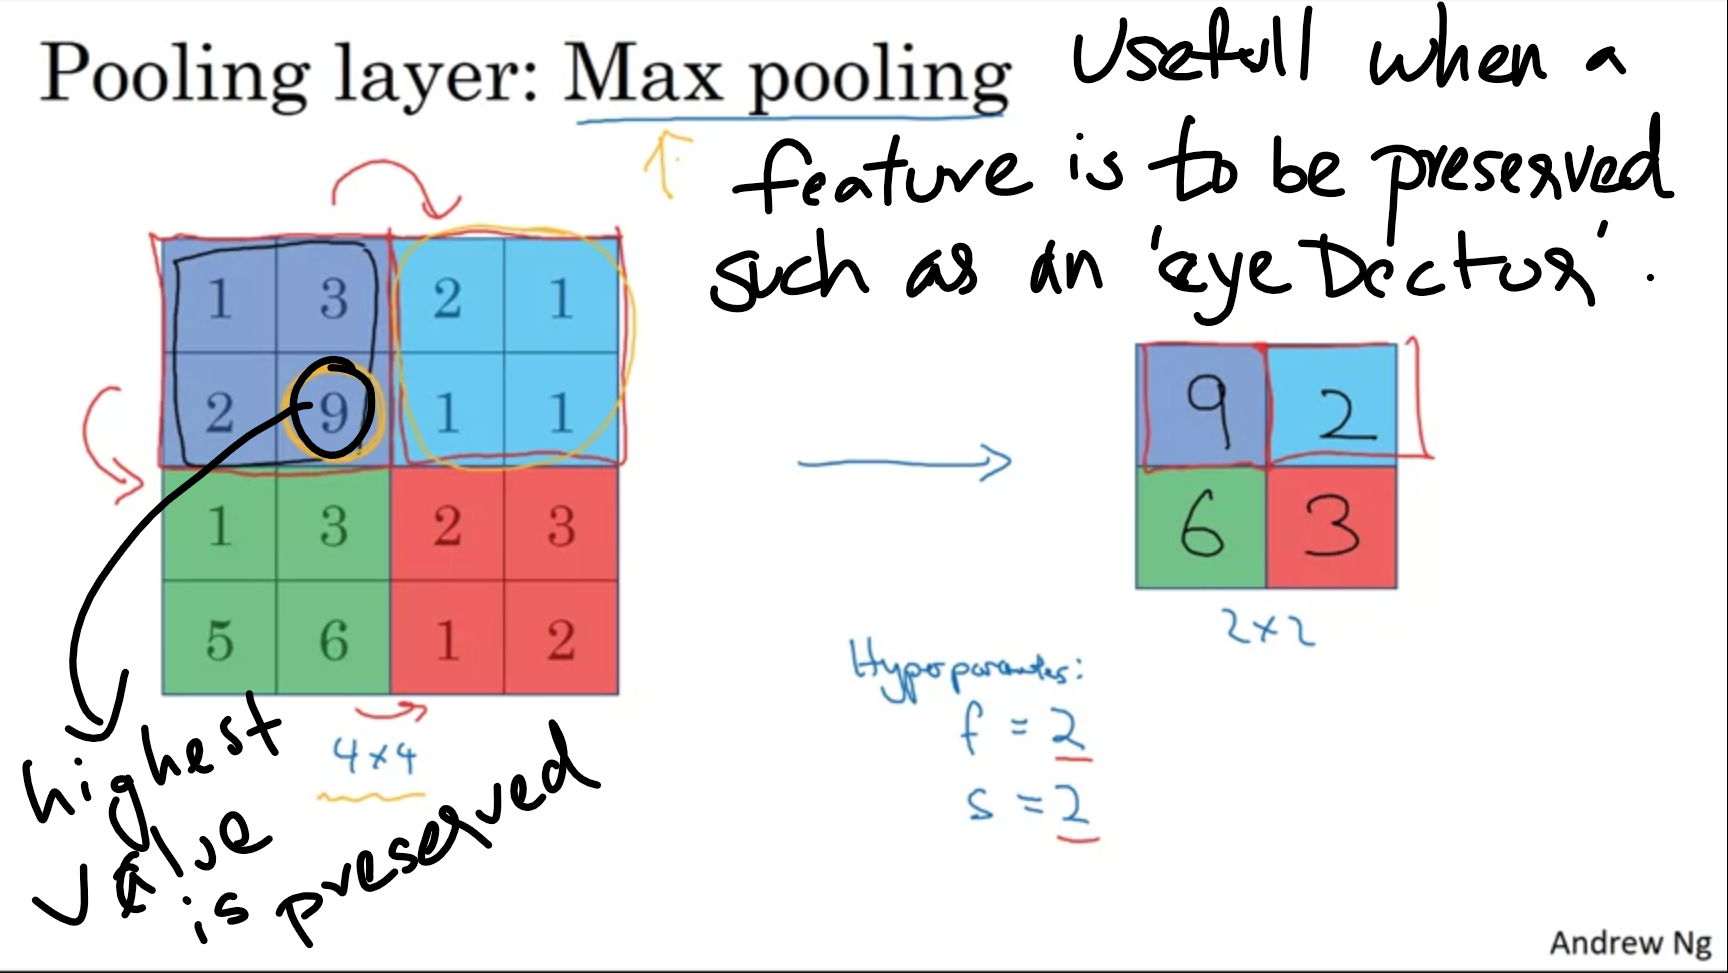 Pooling layer: Max pooling
Usefull when a
feature is to be preserved
such as an 'eye Dector'.
1 3 2 1
2 9 1 1
1 3 2 3
5 6 1 2
4×4
highest
value
is preserved
9 2
6 3
2×2
Hyperparameters:
f = 2
s = 2
Andrew Ng